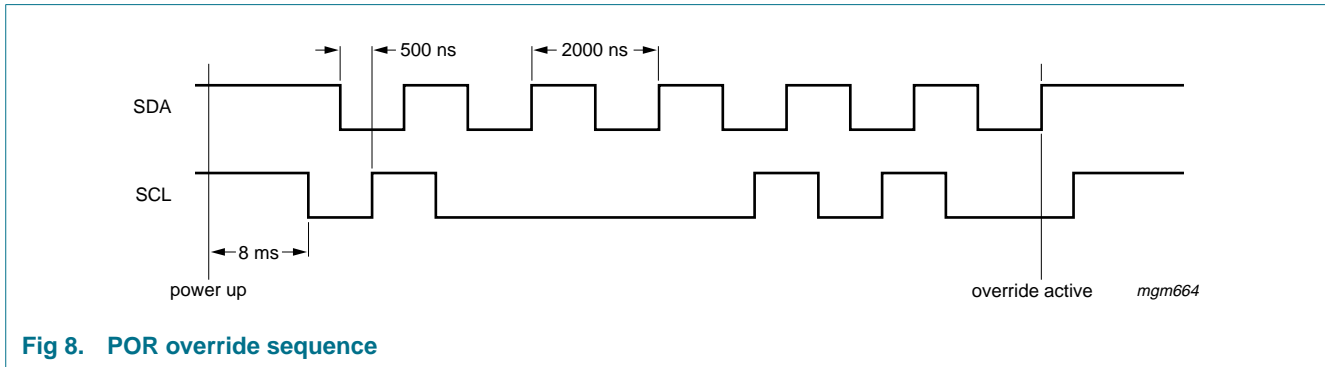 500 ns
2000 ns
SDA
SCL
8 ms
power up
override active
mgm664
Fig 8. POR override sequence